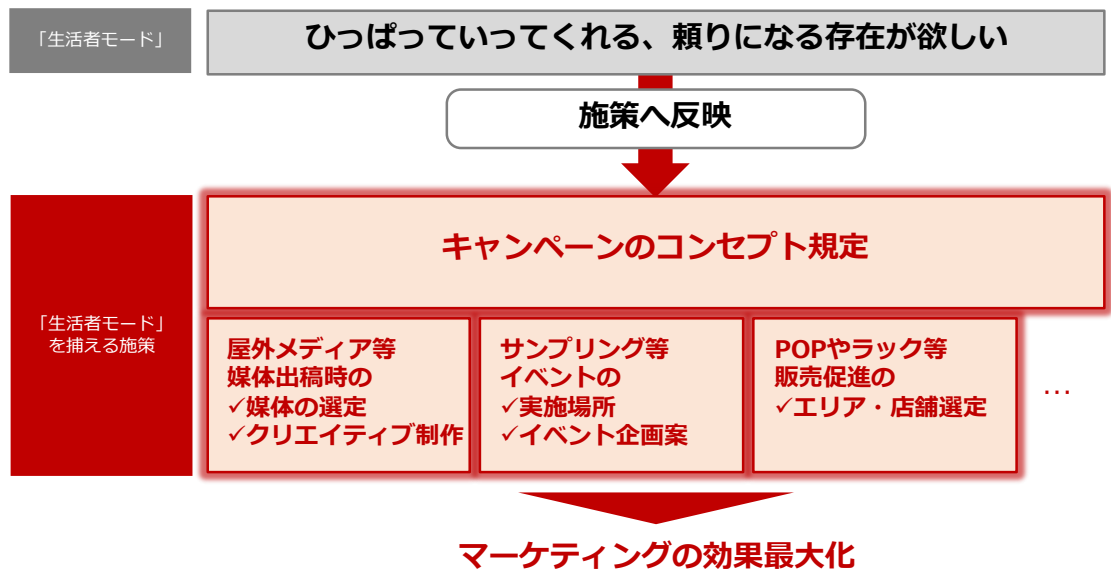 「生活者モード」
ひっぱっていってくれる、頼りになる存在が欲しい
施策へ反映
キャンペーンのコンセプト規定
「生活者モード」
を捕える施策
屋外メディア等
媒体出稿時の
✓媒体の選定
✓クリエイティブ制作
サンプリング等
イベントの
✓実施場所
✓イベント企画案
POPやラック等
販売促進の
✓エリア・店舗選定
…
マーケティングの効果最大化